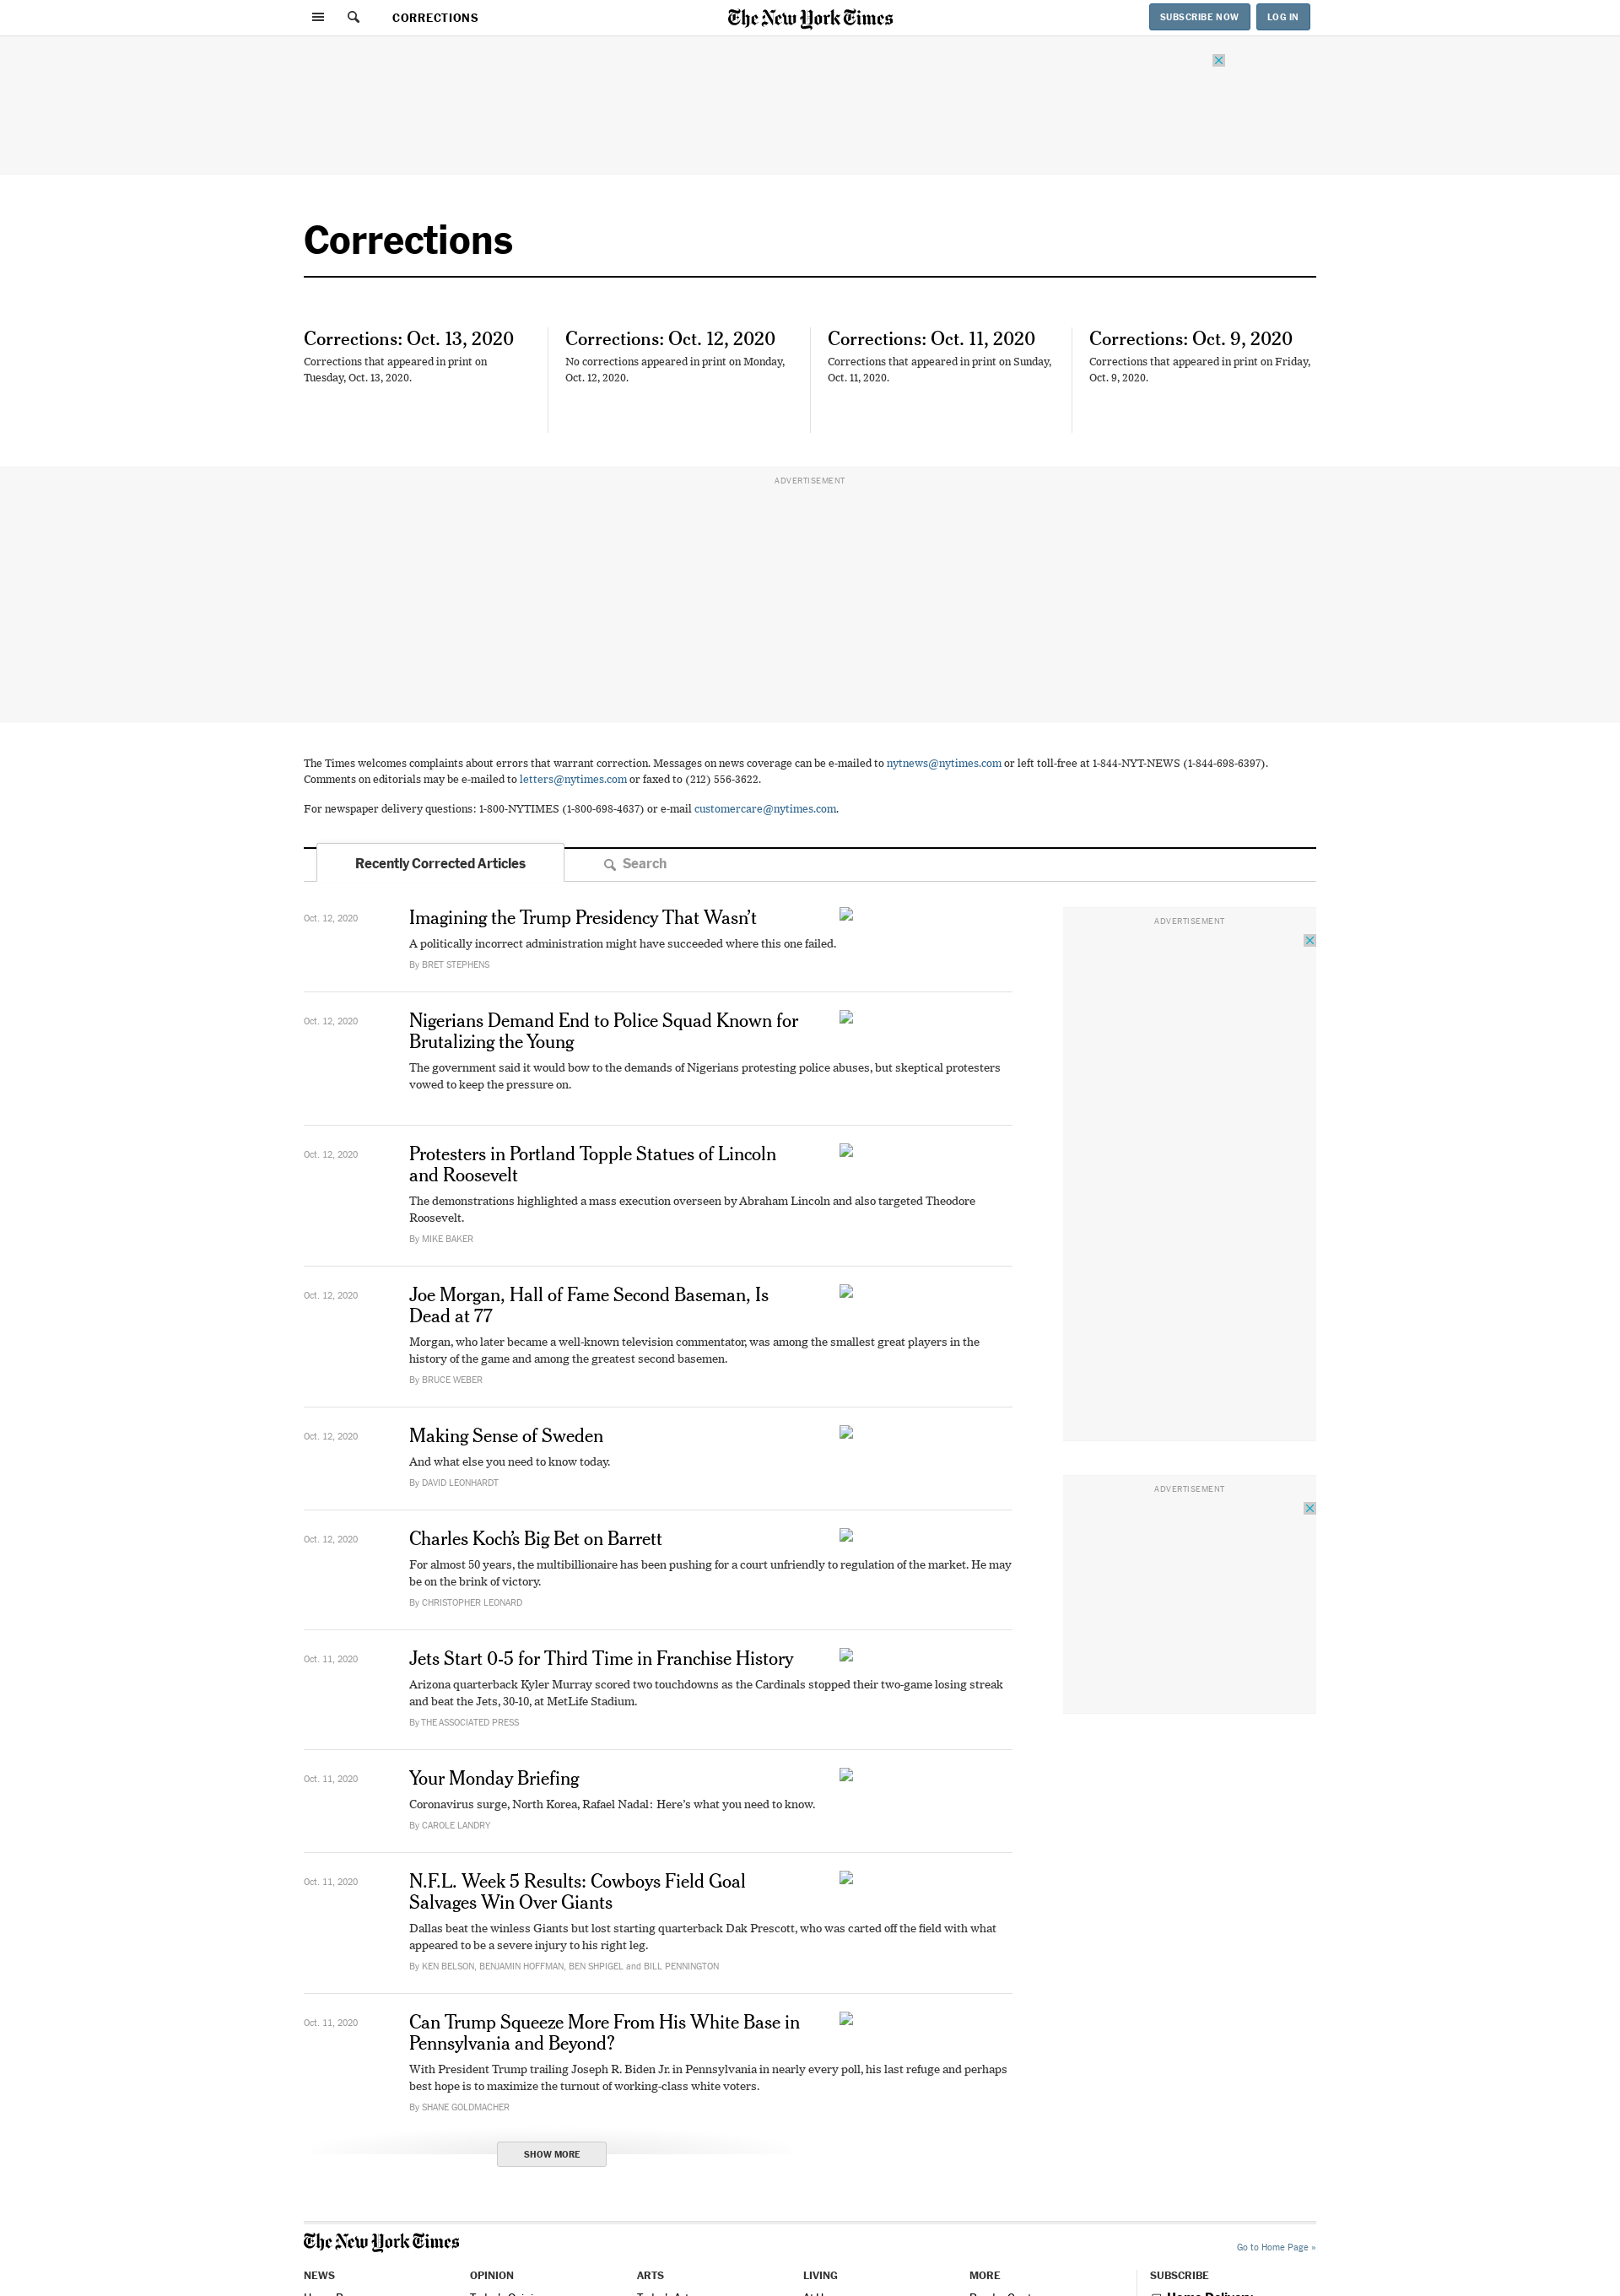 CORRECTIONS
The New York Times
SUBSCRIBE NOW
LOG IN
Corrections
Corrections: Oct. 13, 2020
Corrections that appeared in print on
Tuesday, Oct. 13, 2020.
Corrections: Oct. 12, 2020
No corrections appeared in print on Monday,
Oct. 12, 2020.
Corrections: Oct. 11, 2020
Corrections that appeared in print on Sunday,
Oct. 11, 2020.
Corrections: Oct. 9, 2020
Corrections that appeared in print on Friday,
Oct. 9, 2020.
ADVERTISEMENT
The Times welcomes complaints about errors that warrant correction. Messages on news coverage can be e-mailed to nytnews@nytimes.com or left toll-free at 1-844-NYT-NEWS (1-844-698-6397).
Comments on editorials may be e-mailed to letters@nytimes.com or faxed to (212) 556-3622.
For newspaper delivery questions: 1-800-NYTIMES (1-800-698-4637) or e-mail customercare@nytimes.com.
Recently Corrected Articles
Search
Oct. 12, 2020
Imagining the Trump Presidency That Wasn’t
A politically incorrect administration might have succeeded where this one failed.
By BRET STEPHENS
Oct. 12, 2020
Nigerians Demand End to Police Squad Known for
Brutalizing the Young
The government said it would bow to the demands of Nigerians protesting police abuses, but skeptical protesters
vowed to keep the pressure on.
Oct. 12, 2020
Protesters in Portland Topple Statues of Lincoln
and Roosevelt
The demonstrations highlighted a mass execution overseen by Abraham Lincoln and also targeted Theodore
Roosevelt.
By MIKE BAKER
Oct. 12, 2020
Joe Morgan, Hall of Fame Second Baseman, Is
Dead at 77
Morgan, who later became a well-known television commentator, was among the smallest great players in the
history of the game and among the greatest second basemen.
By BRUCE WEBER
Oct. 12, 2020
Making Sense of Sweden
And what else you need to know today.
By DAVID LEONHARDT
Oct. 12, 2020
Charles Koch’s Big Bet on Barrett
For almost 50 years, the multibillionaire has been pushing for a court unfriendly to regulation of the market. He may
be on the brink of victory.
By CHRISTOPHER LEONARD
Oct. 11, 2020
Jets Start 0-5 for Third Time in Franchise History
Arizona quarterback Kyler Murray scored two touchdowns as the Cardinals stopped their two-game losing streak
and beat the Jets, 30-10, at MetLife Stadium.
By THE ASSOCIATED PRESS
Oct. 11, 2020
Your Monday Briefing
Coronavirus surge, North Korea, Rafael Nadal: Here’s what you need to know.
By CAROLE LANDRY
Oct. 11, 2020
N.F.L. Week 5 Results: Cowboys Field Goal
Salvages Win Over Giants
Dallas beat the winless Giants but lost starting quarterback Dak Prescott, who was carted off the field with what
appeared to be a severe injury to his right leg.
By KEN BELSON, BENJAMIN HOFFMAN, BEN SHPIGEL and BILL PENNINGTON
Oct. 11, 2020
Can Trump Squeeze More From His White Base in
Pennsylvania and Beyond?
With President Trump trailing Joseph R. Biden Jr. in Pennsylvania in nearly every poll, his last refuge and perhaps
best hope is to maximize the turnout of working-class white voters.
By SHANE GOLDMACHER
SHOW MORE
ADVERTISEMENT
ADVERTISEMENT
The New York Times
Go to Home Page »
NEWS
OPINION
ARTS
LIVING
MORE
SUBSCRIBE